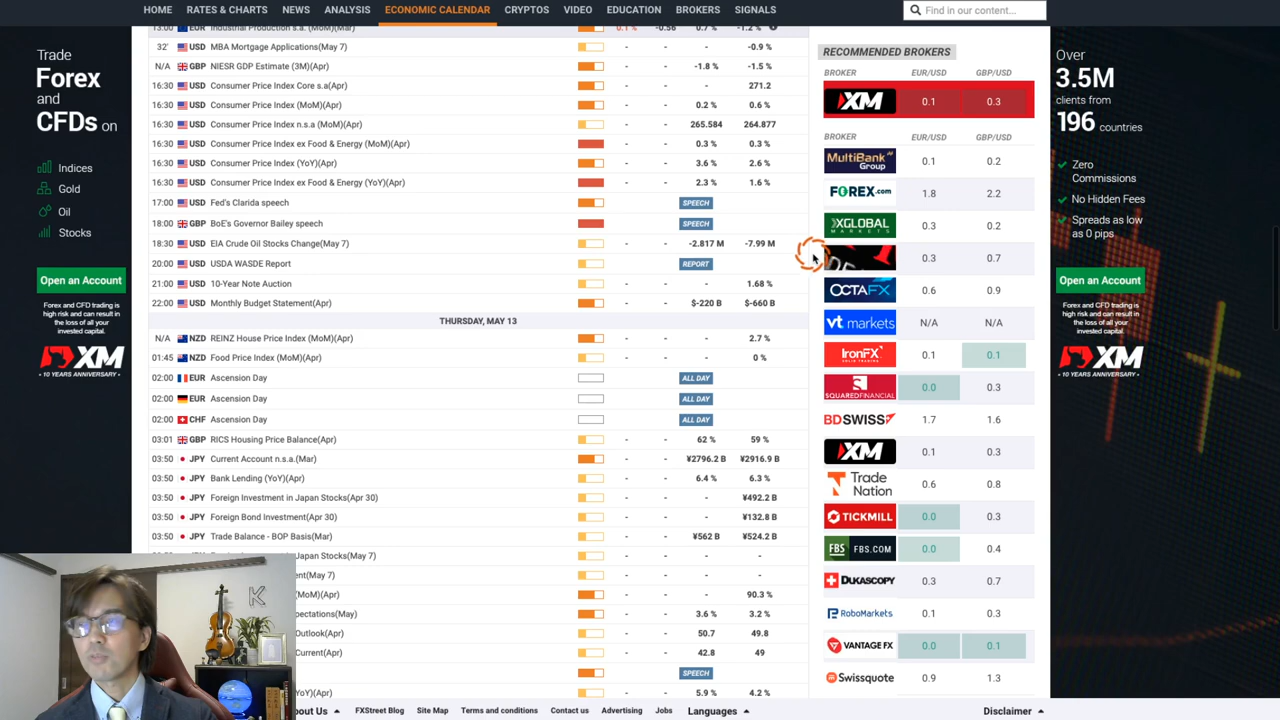 HOME RATES & CHARTS NEWS ANALYSIS ECONOMIC CALENDAR CRYPTOS VIDEO EDUCATION BROKERS SIGNALS
Find in our content...
Trade
Forex
and
CFDs on
Indices
Gold
Oil
Stocks
Open an Account
Forex and CFD trading is
high risk and can result in
the loss of all your
invested capital.
XM
• 10 YEARS ANNIVERSARY •
13:00 EUR Industrial Production s.a. (MoM)(Mar) 0.1 % -0.56 0.7 % -1.2 %
MBA Mortgage Applications(May 7) - - - -0.9 %
32' USD
N/A GBP NIESR GDP Estimate (3M)(Apr) - - -1.8 % -1.5 %
16:30 USD Consumer Price Index Core s.a(Apr) - - - 271.2
16:30 USD Consumer Price Index (MoM)(Apr) - - 0.2 % 0.6 %
16:30 USD Consumer Price Index n.s.a (MoM)(Apr) - - 265.584 264.877
16:30 USD Consumer Price Index ex Food & Energy (MoM)(Apr) - - 0.3 % 0.3 %
16:30 USD Consumer Price Index (YoY)(Apr) - - 3.6 % 2.6 %
16:30 USD Consumer Price Index ex Food & Energy (YoY)(Apr) - - 2.3 % 1.6 %
17:00 USD Fed's Clarida speech SPEECH
18:00 GBP BoE's Governor Bailey speech SPEECH
18:30 USD EIA Crude Oil Stocks Change(May 7) - - -2.817 M -7.99 M
20:00 USD USDA WASDE Report REPORT
21:00 USD 10-Year Note Auction - - - 1.68 %
22:00 USD Monthly Budget Statement(Apr) - - $-220 B $-660 B
THURSDAY, MAY 13
N/A NZD REINZ House Price Index (MoM)(Apr) - - - 2.7 %
01:45 NZD Food Price Index (MoM)(Apr) - - - 0 %
02:00 EUR Ascension Day - - ALL DAY
02:00 EUR Ascension Day - - ALL DAY
02:00 CHF Ascension Day - - ALL DAY
03:01 GBP RICS Housing Price Balance(Apr) - - 62 % 59 %
03:50 JPY Current Account n.s.a.(Mar) - - ¥2796.2 B ¥2916.9 B
03:50 JPY Bank Lending (YoY)(Apr) - - 6.4 % 6.3 %
03:50 JPY Foreign Investment in Japan Stocks(Apr 30) - - - ¥492.2 B
03:50 JPY Foreign Bond Investment(Apr 30) - - - ¥132.8 B
03:50 JPY Trade Balance - BOP Basis(Mar) - - ¥562 B ¥524.2 B
Japan Stocks(May 7) - - - -
(May 7) - - - -
(MoM)(Apr) - - - 90.3 %
(May) - - 3.6 % 3.2 %
Outlook(Apr) - - 50.7 49.8
Current(Apr) - - 42.8 49
SPEECH
(Apr) - - 5.9 % 4.2 %
RECOMMENDED BROKERS
BROKER EUR/USD GBP/USD
XM 0.1 0.3
BROKER EUR/USD GBP/USD
MultiBank Group 0.1 0.2
FOREX.com 1.8 2.2
XGLOBAL MARKETS 0.3 0.2
0.3 0.7
OCTAFX 0.6 0.9
vt markets N/A N/A
IRONFX 0.1 0.1
SQUAREDFINANCIAL 0.0 0.3
BDSWISS 1.7 1.6
XM 0.1 0.3
Trade Nation 0.6 0.8
TICKMILL 0.0 0.3
FBS FBS.COM 0.0 0.4
DUKASCOPY 0.3 0.7
ROBOMARKETS 0.1 0.3
VANTAGE FX 0.0 0.1
Swissquote 0.9 1.3
Over
3.5M
clients from
196 countries
Zero
Commissions
No Hidden Fees
Spreads as low
as 0 pips
Open an Account
Forex and CFD trading is
high risk and can result in
the loss of all your
invested capital.
XM
• 10 YEARS ANNIVERSARY •
K
About Us FXStreet Blog Site Map Terms and conditions Contact us Advertising Jobs Languages Disclaimer